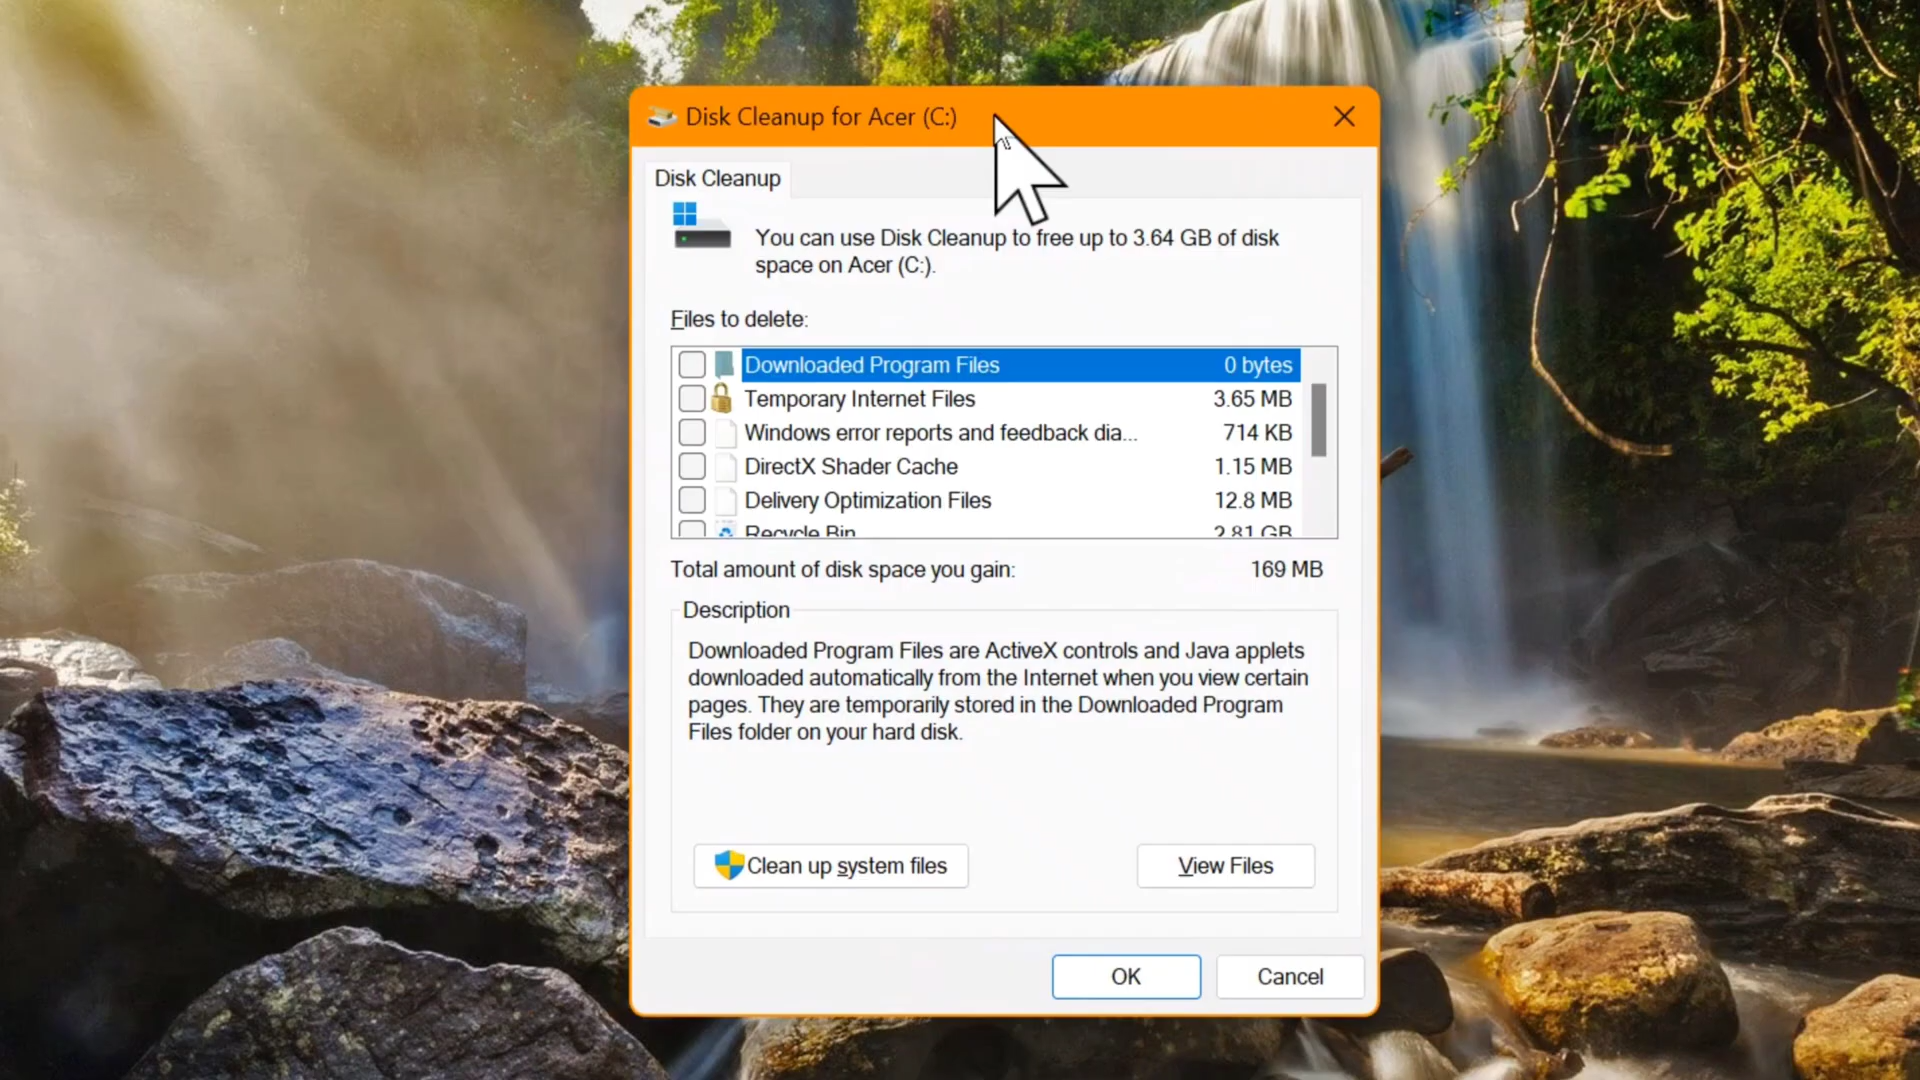 Disk Cleanup for Acer (C:)
Disk Cleanup
You can use Disk Cleanup to free up to 3.64 GB of disk
space on Acer (C:).
Files to delete:
Downloaded Program Files 0 bytes
Temporary Internet Files 3.65 MB
Windows error reports and feedback dia... 714 KB
DirectX Shader Cache 1.15 MB
Delivery Optimization Files 12.8 MB
Recycle Bin 2.81 GB
Total amount of disk space you gain: 169 MB
Description
Downloaded Program Files are ActiveX controls and Java applets
downloaded automatically from the Internet when you view certain
pages. They are temporarily stored in the Downloaded Program
Files folder on your hard disk.
Clean up system files
View Files
OK
Cancel